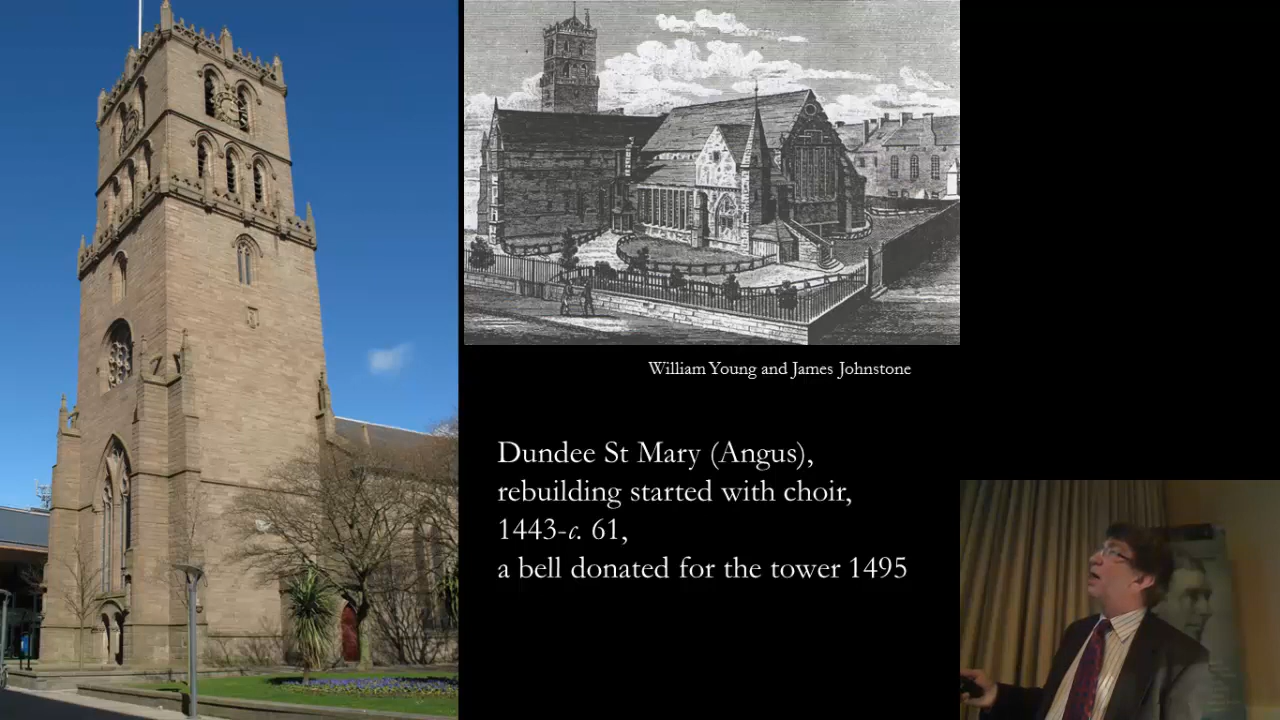 William Young and James Johnstone
Dundee St Mary (Angus),
rebuilding started with choir,
1443-c. 61,
a bell donated for the tower 1495